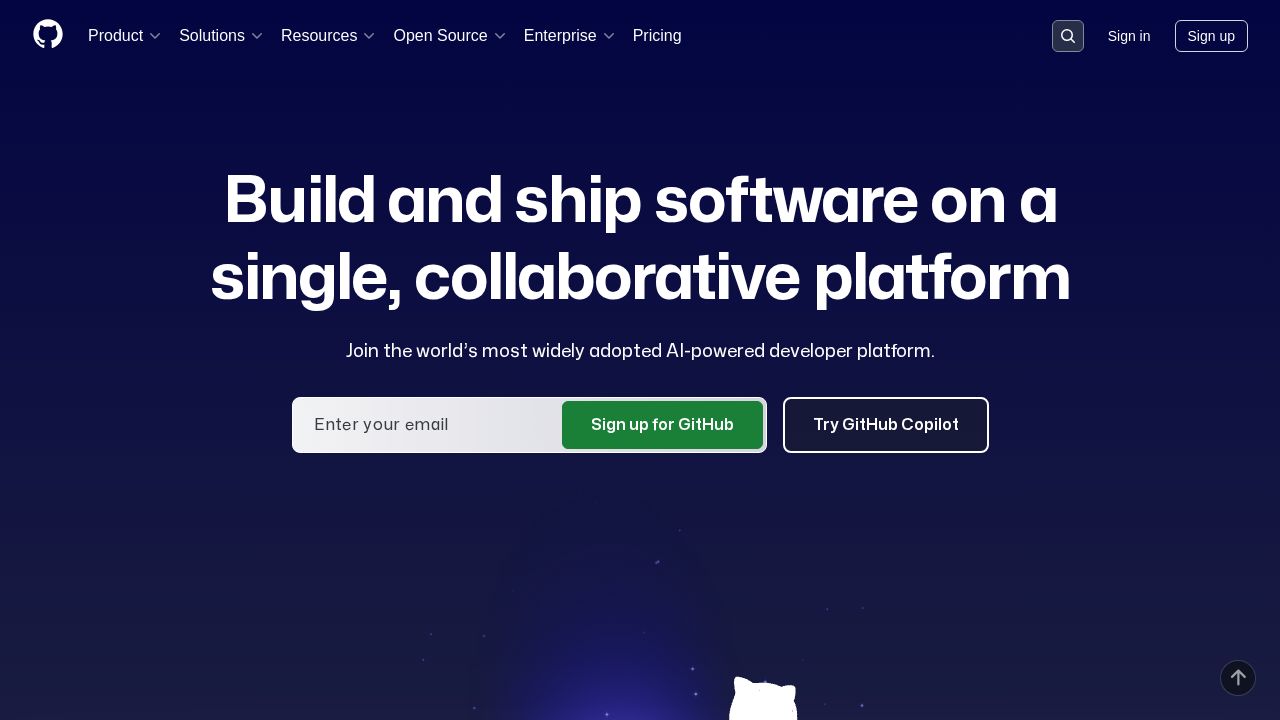 Product Solutions Resources Open Source Enterprise Pricing Sign in Sign up
Build and ship software on a
single, collaborative platform
Join the world’s most widely adopted AI-powered developer platform.
Enter your email Sign up for GitHub Try GitHub Copilot